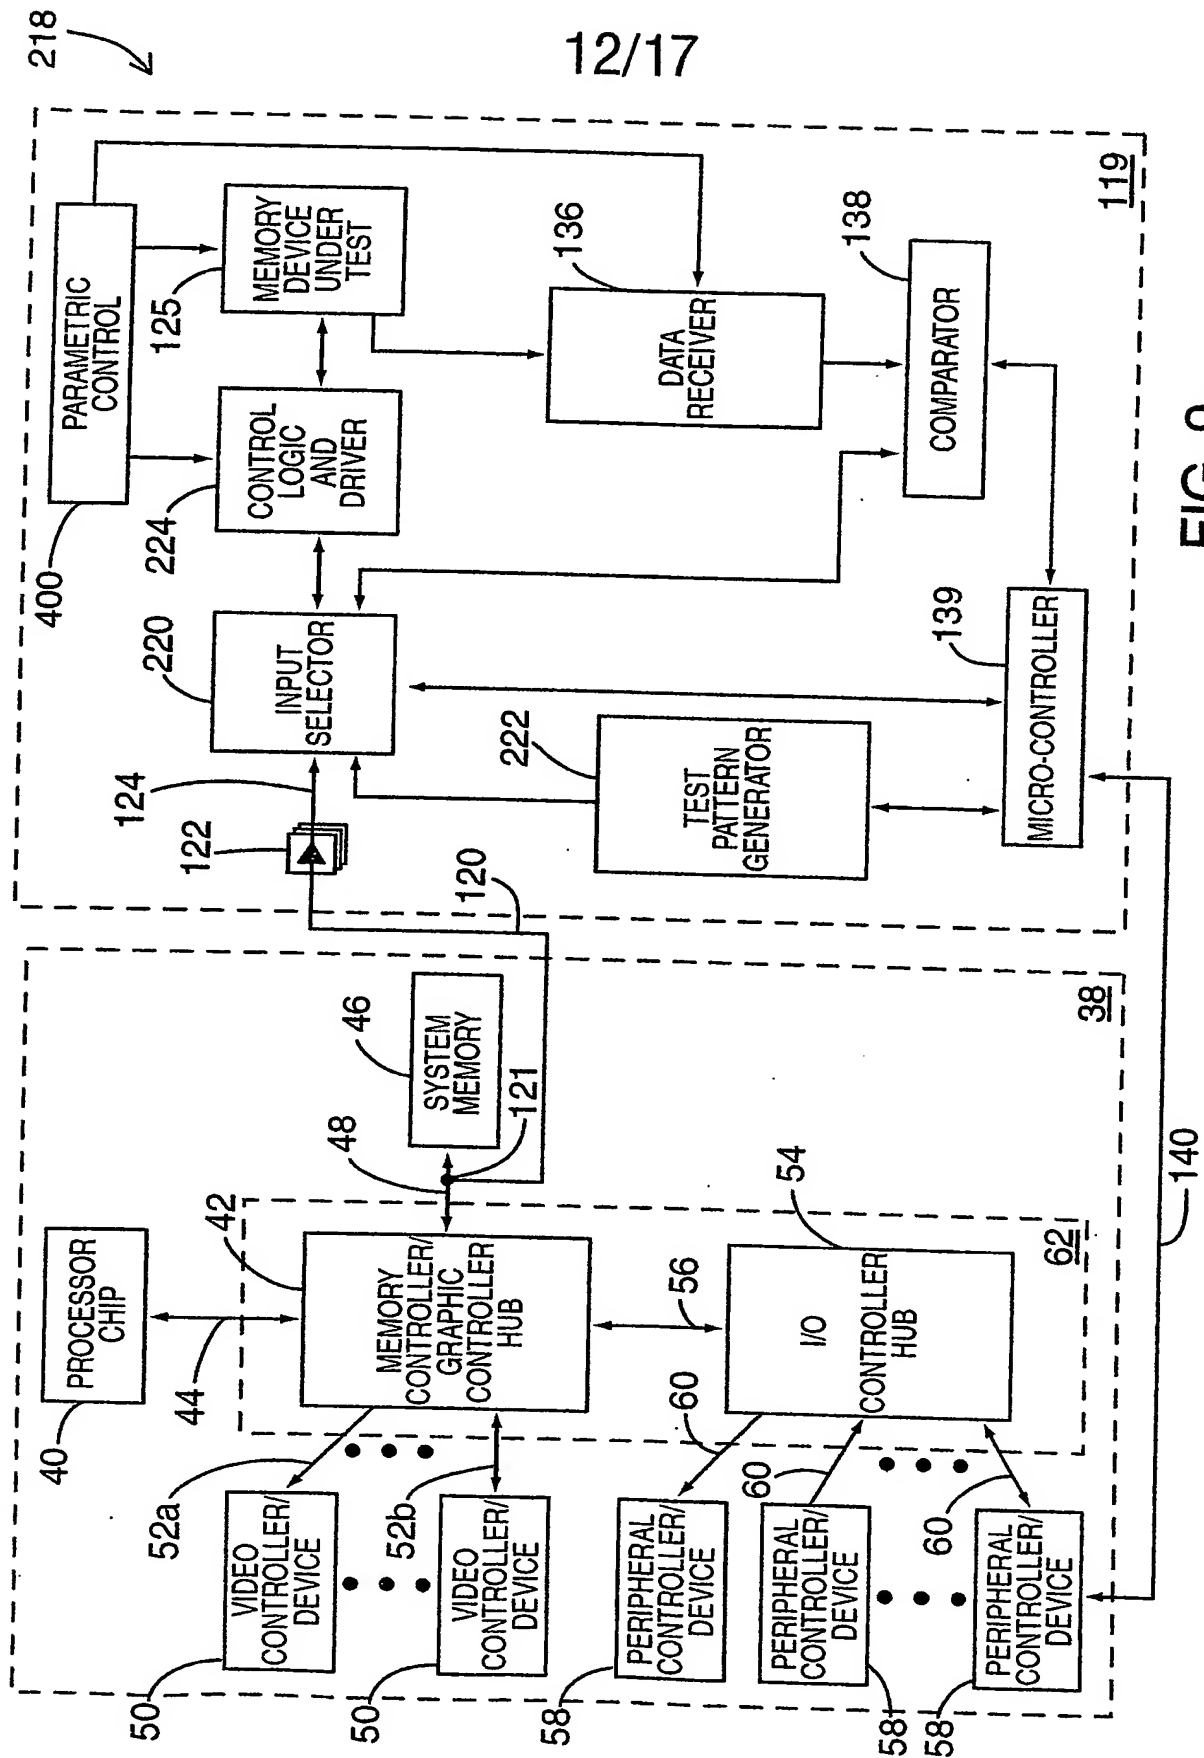 12/17
218
PARAMETRIC
CONTROL
400
MEMORY
DEVICE
UNDER
TEST
125
CONTROL
LOGIC
AND
DRIVER
224
INPUT
SELECTOR
220
124
122
120
TEST
PATTERN
GENERATOR
222
DATA
RECEIVER
136
COMPARATOR
138
MICRO-CONTROLLER
139
119
PROCESSOR
CHIP
40
44
MEMORY
CONTROLLER/
GRAPHIC
CONTROLLER
HUB
42
48
SYSTEM
MEMORY
46
121
I/O
CONTROLLER
HUB
54
56
62
38
VIDEO
CONTROLLER/
DEVICE
50
52a
VIDEO
CONTROLLER/
DEVICE
50
52b
PERIPHERAL
CONTROLLER/
DEVICE
58
60
PERIPHERAL
CONTROLLER/
DEVICE
58
60
PERIPHERAL
CONTROLLER/
DEVICE
58
60
140